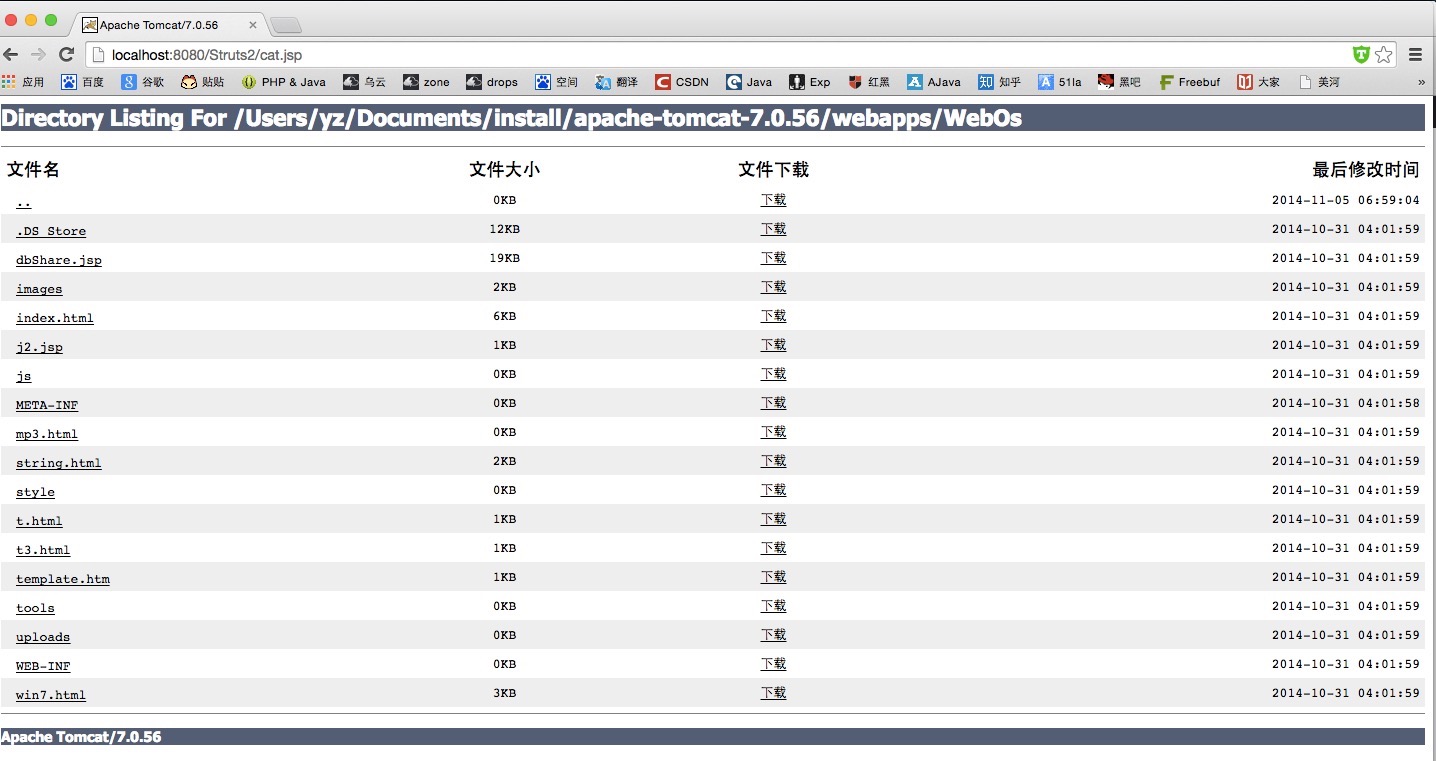 Apache Tomcat/7.0.56
localhost:8080/Struts2/cat.jsp
应用 百度 谷歌 贴贴 PHP & Java 乌云 zone drops 空间 翻译 CSDN Java Exp 红黑 AJava 知乎 51la 黑吧 Freebuf 大家 美河 »
Directory Listing For /Users/yz/Documents/install/apache-tomcat-7.0.56/webapps/WebOs
文件名 文件大小 文件下载 最后修改时间
.. 0KB 下载 2014-11-05 06:59:04
.DS_Store 12KB 下载 2014-10-31 04:01:59
dbShare.jsp 19KB 下载 2014-10-31 04:01:59
images 2KB 下载 2014-10-31 04:01:59
index.html 6KB 下载 2014-10-31 04:01:59
j2.jsp 1KB 下载 2014-10-31 04:01:59
js 0KB 下载 2014-10-31 04:01:59
META-INF 0KB 下载 2014-10-31 04:01:58
mp3.html 0KB 下载 2014-10-31 04:01:59
string.html 2KB 下载 2014-10-31 04:01:59
style 0KB 下载 2014-10-31 04:01:59
t.html 1KB 下载 2014-10-31 04:01:59
t3.html 1KB 下载 2014-10-31 04:01:59
template.htm 1KB 下载 2014-10-31 04:01:59
tools 0KB 下载 2014-10-31 04:01:59
uploads 0KB 下载 2014-10-31 04:01:59
WEB-INF 0KB 下载 2014-10-31 04:01:59
win7.html 3KB 下载 2014-10-31 04:01:59
Apache Tomcat/7.0.56